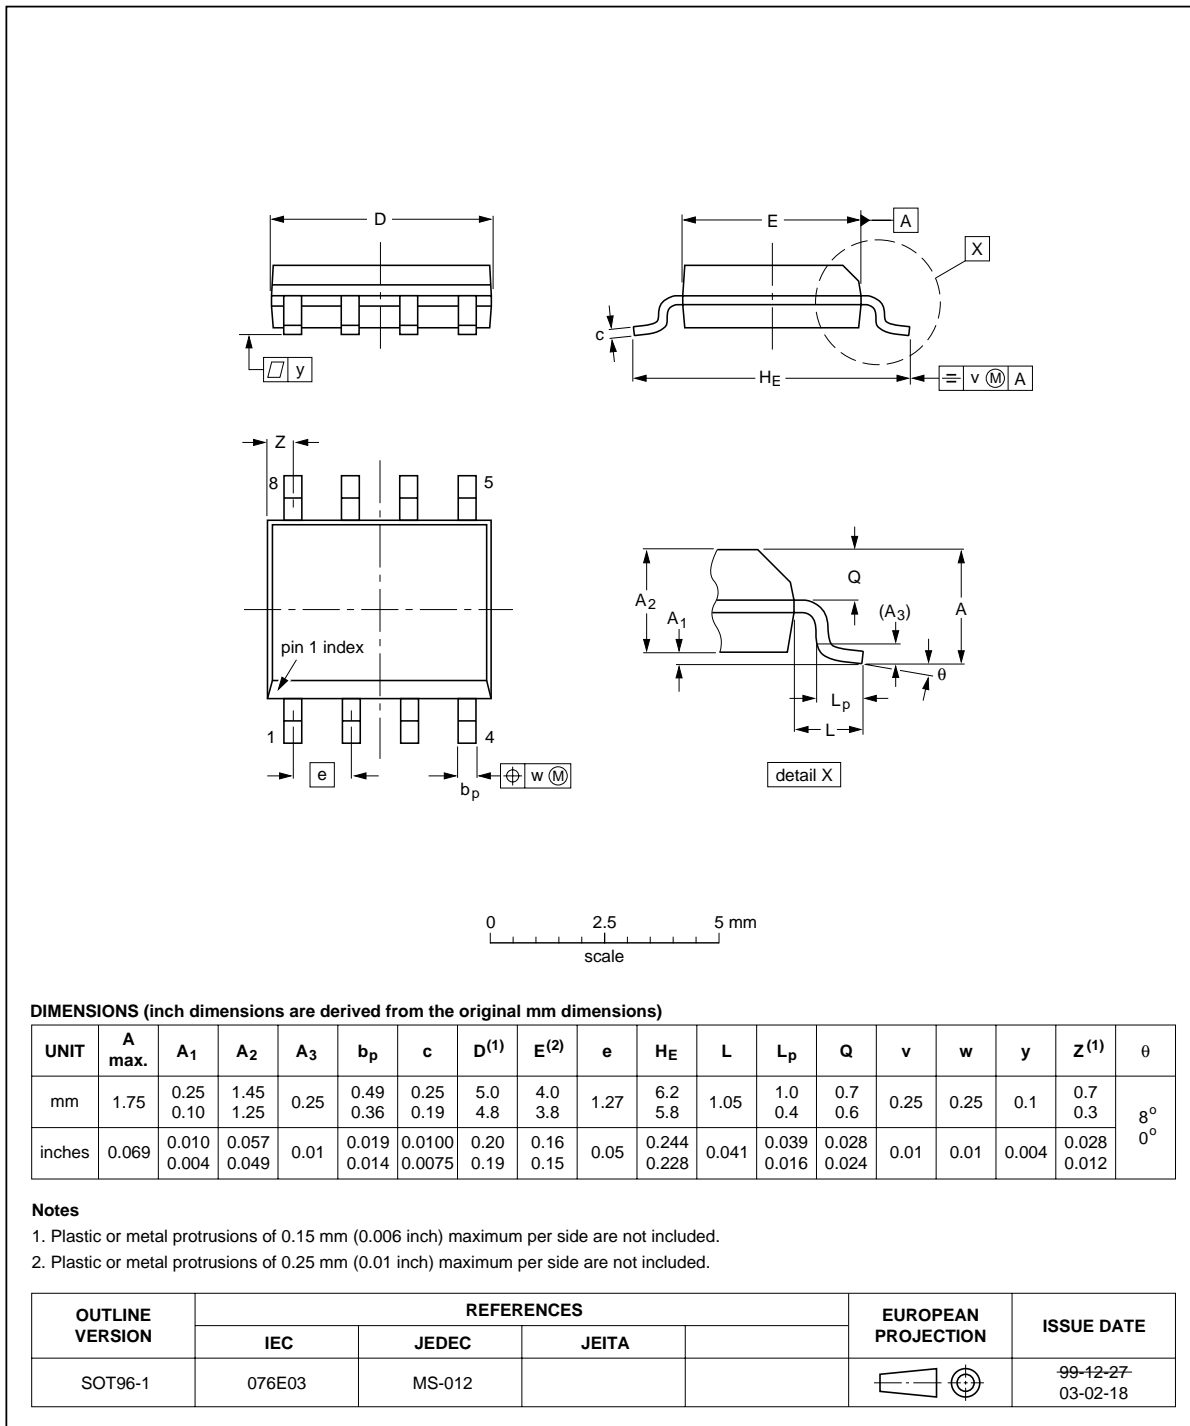 D
E
A
X
y
c
HE
= v M A
Z
8
5
pin 1 index
1
4
e
bp
w M
A2
A1
Q
(A3)
A
θ
Lp
L
detail X
0 2.5 5 mm
scale
DIMENSIONS (inch dimensions are derived from the original mm dimensions)
UNIT A max. A1 A2 A3 bp c D(1) E(2) e HE L Lp Q v w y Z(1) θ
mm 1.75 0.25 0.10 1.45 1.25 0.25 0.49 0.36 0.25 0.19 5.0 4.8 4.0 3.8 1.27 6.2 5.8 1.05 1.0 0.4 0.7 0.6 0.25 0.25 0.1 0.7 0.3 8o 0o
inches 0.069 0.010 0.004 0.057 0.049 0.01 0.019 0.014 0.0100 0.0075 0.20 0.19 0.16 0.15 0.05 0.244 0.228 0.041 0.039 0.016 0.028 0.024 0.01 0.01 0.004 0.028 0.012
Notes
1. Plastic or metal protrusions of 0.15 mm (0.006 inch) maximum per side are not included.
2. Plastic or metal protrusions of 0.25 mm (0.01 inch) maximum per side are not included.
OUTLINE VERSION REFERENCES EUROPEAN PROJECTION ISSUE DATE
IEC JEDEC JEITA
SOT96-1 076E03 MS-012 99-12-27
03-02-18